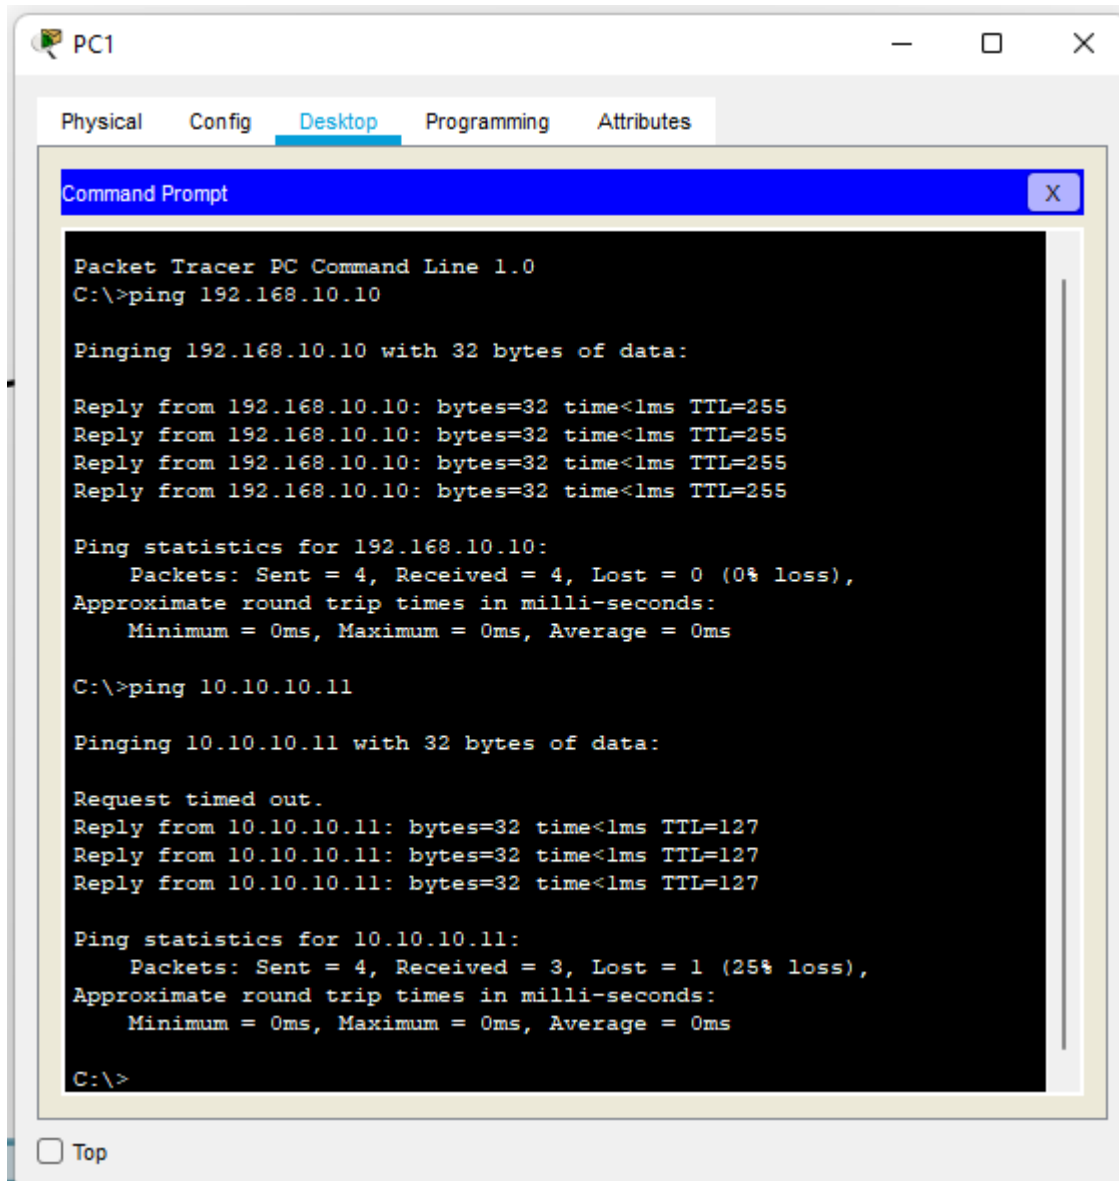 PC1
Physical Config Desktop Programming Attributes
Command Prompt
X
Packet Tracer PC Command Line 1.0
C:\>ping 192.168.10.10
Pinging 192.168.10.10 with 32 bytes of data:
Reply from 192.168.10.10: bytes=32 time<1ms TTL=255
Reply from 192.168.10.10: bytes=32 time<1ms TTL=255
Reply from 192.168.10.10: bytes=32 time<1ms TTL=255
Reply from 192.168.10.10: bytes=32 time<1ms TTL=255
Ping statistics for 192.168.10.10:
Packets: Sent = 4, Received = 4, Lost = 0 (0% loss),
Approximate round trip times in milli-seconds:
Minimum = 0ms, Maximum = 0ms, Average = 0ms
C:\>ping 10.10.10.11
Pinging 10.10.10.11 with 32 bytes of data:
Request timed out.
Reply from 10.10.10.11: bytes=32 time<1ms TTL=127
Reply from 10.10.10.11: bytes=32 time<1ms TTL=127
Reply from 10.10.10.11: bytes=32 time<1ms TTL=127
Ping statistics for 10.10.10.11:
Packets: Sent = 4, Received = 3, Lost = 1 (25% loss),
Approximate round trip times in milli-seconds:
Minimum = 0ms, Maximum = 0ms, Average = 0ms
C:\>
Top